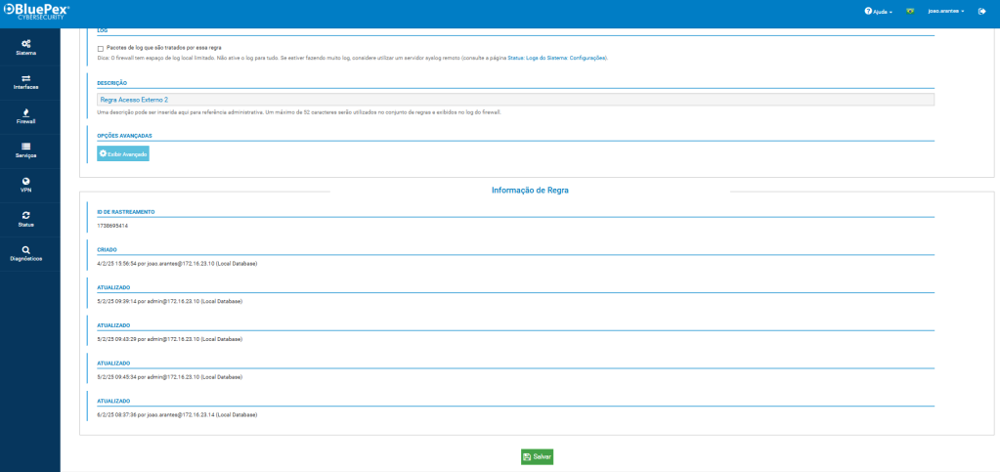 BluePex®
CYBERSECURITY
Ajuda
joao.arantes
Sistema
Interfaces
Firewall
Serviços
VPN
Status
Diagnósticos
LOG
Pacotes de log que são tratados por essa regra
Dica: O firewall tem espaço de log local limitado. Não ative o log para tudo. Se estiver fazendo muito log, considere utilizar um servidor syslog remoto (consulte a página Status: Logs do Sistema: Configurações).
DESCRIÇÃO
Regra Acesso Externo 2
Uma descrição pode ser inserida aqui para referência administrativa. Um máximo de 52 caracteres serão utilizados no conjunto de regras e exibidos no log do firewall.
OPÇÕES AVANÇADAS
Exibir Avançado
Informação de Regra
ID DE RASTREAMENTO
1738695414
CRIADO
4/2/25 15:56:54 por joao.arantes@172.16.23.10 (Local Database)
ATUALIZADO
5/2/25 09:39:14 por admin@172.16.23.10 (Local Database)
ATUALIZADO
5/2/25 09:43:29 por admin@172.16.23.10 (Local Database)
ATUALIZADO
5/2/25 09:45:34 por admin@172.16.23.10 (Local Database)
ATUALIZADO
6/2/25 08:37:36 por joao.arantes@172.16.23.14 (Local Database)
Salvar